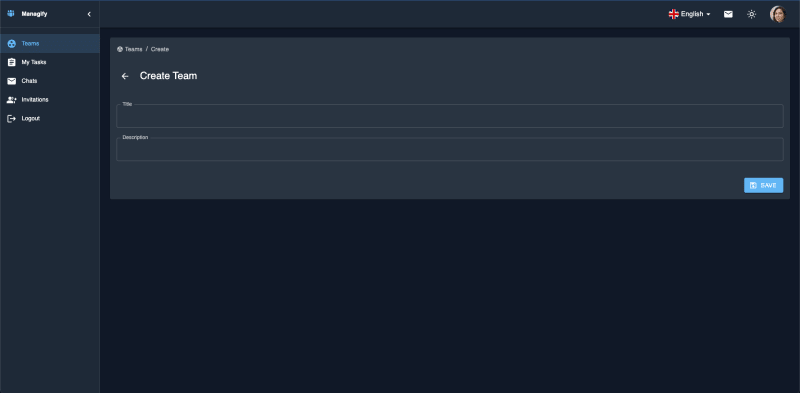 Managify
English
Teams
My Tasks
Chats
Invitations
Logout
Teams / Create
Create Team
Title
Description
SAVE